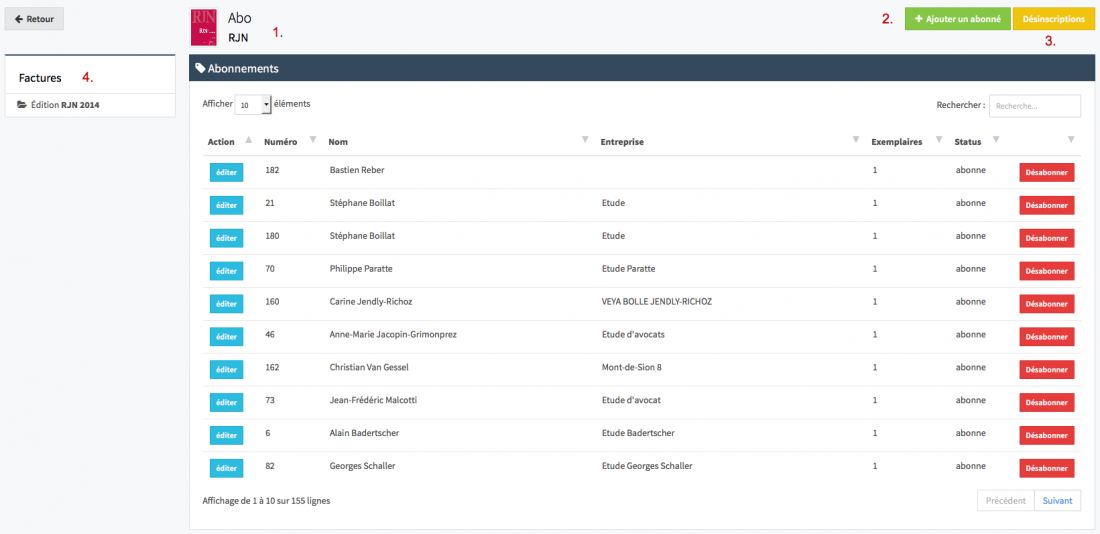 Retour
RJN
Abo
RJN
1.
2.
Ajouter un abonné
Désinscriptions
3.
Factures 4.
Édition RJN 2014
Abonnements
Afficher 10 éléments
Rechercher : Recherche...
Action Numéro Nom Entreprise Exemplaires Status
éditer 182 Bastien Reber 1 abonne Désabonner
éditer 21 Stéphane Boillat Etude 1 abonne Désabonner
éditer 180 Stéphane Boillat Etude 1 abonne Désabonner
éditer 70 Philippe Paratte Etude Paratte 1 abonne Désabonner
éditer 160 Carine Jendly-Richoz VEYA BOLLE JENDLY-RICHOZ 1 abonne Désabonner
éditer 46 Anne-Marie Jacopin-Grimonprez Etude d'avocats 1 abonne Désabonner
éditer 162 Christian Van Gessel Mont-de-Sion 8 1 abonne Désabonner
éditer 73 Jean-Frédéric Malcotti Etude d'avocat 1 abonne Désabonner
éditer 6 Alain Badertscher Etude Badertscher 1 abonne Désabonner
éditer 82 Georges Schaller Etude Georges Schaller 1 abonne Désabonner
Affichage de 1 à 10 sur 155 lignes
Précédent Suivant